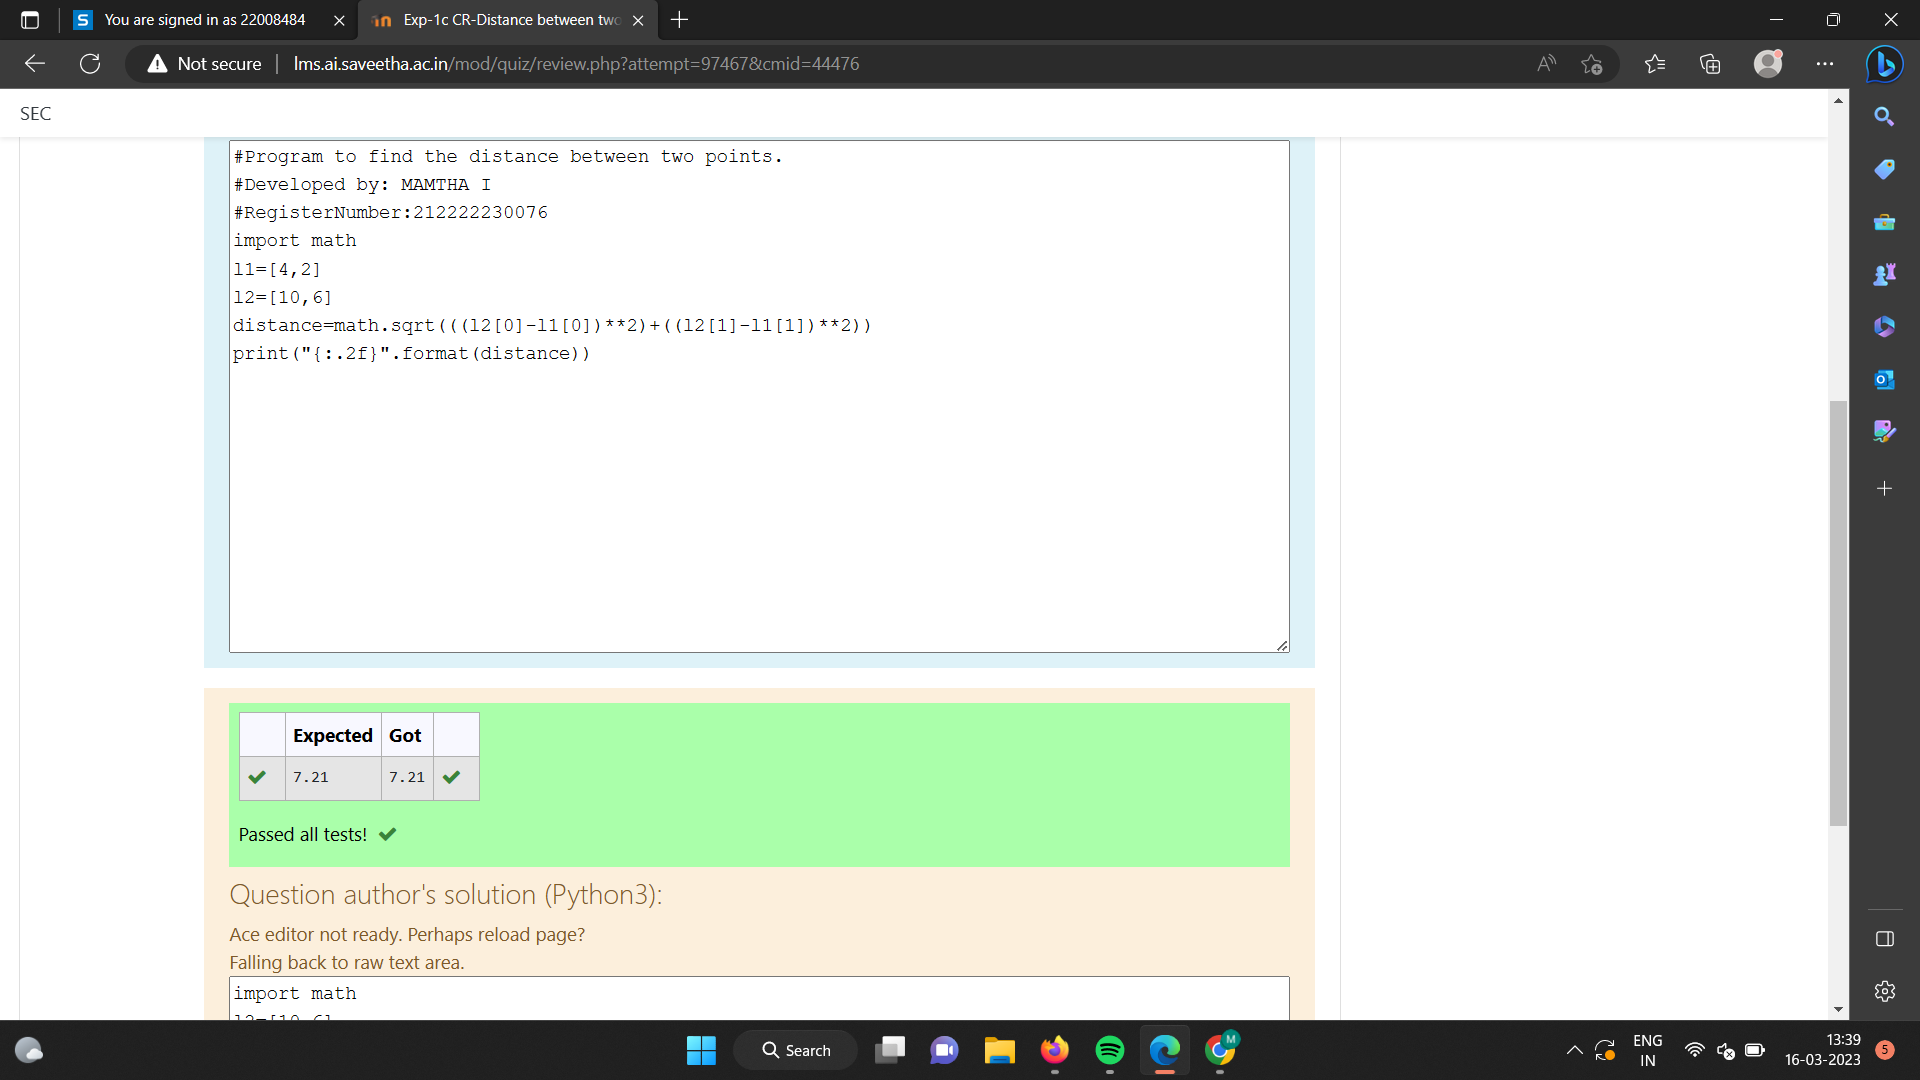 You are signed in as 22008484
Exp-1c CR-Distance between two
Not secure
lms.ai.saveetha.ac.in/mod/quiz/review.php?attempt=97467&cmid=44476
SEC
#Program to find the distance between two points.
#Developed by: MAMTHA I
#RegisterNumber:212222230076
import math
l1=[4,2]
l2=[10,6]
distance=math.sqrt(((l2[0]-l1[0])**2)+((l2[1]-l1[1])**2))
print("{:.2f}".format(distance))
Expected Got
7.21 7.21
Passed all tests!
Question author's solution (Python3):
Ace editor not ready. Perhaps reload page?
Falling back to raw text area.
import math
l2=[10,6]
Search
ENG
IN
13:39
16-03-2023
5